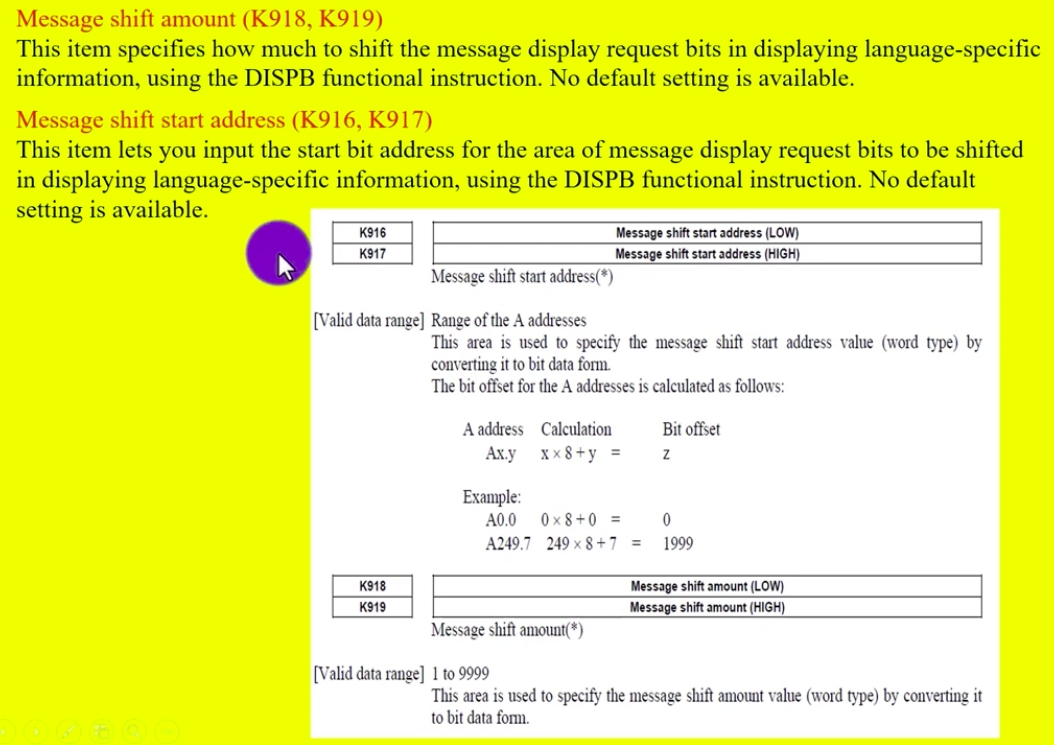 Message shift amount (K918, K919)
This item specifies how much to shift the message display request bits in displaying language-specific
information, using the DISPB functional instruction. No default setting is available.
Message shift start address (K916, K917)
This item lets you input the start bit address for the area of message display request bits to be shifted
in displaying language-specific information, using the DISPB functional instruction. No default
setting is available.
K916 Message shift start address (LOW)
K917 Message shift start address (HIGH)
Message shift start address(*)
[Valid data range] Range of the A addresses
This area is used to specify the message shift start address value (word type) by
converting it to bit data form.
The bit offset for the A addresses is calculated as follows:
A address Calculation Bit offset
Ax.y x × 8 + y = z
Example:
A0.0 0 × 8 + 0 = 0
A249.7 249 × 8 + 7 = 1999
K918 Message shift amount (LOW)
K919 Message shift amount (HIGH)
Message shift amount(*)
[Valid data range] 1 to 9999
This area is used to specify the message shift amount value (word type) by converting it
to bit data form.